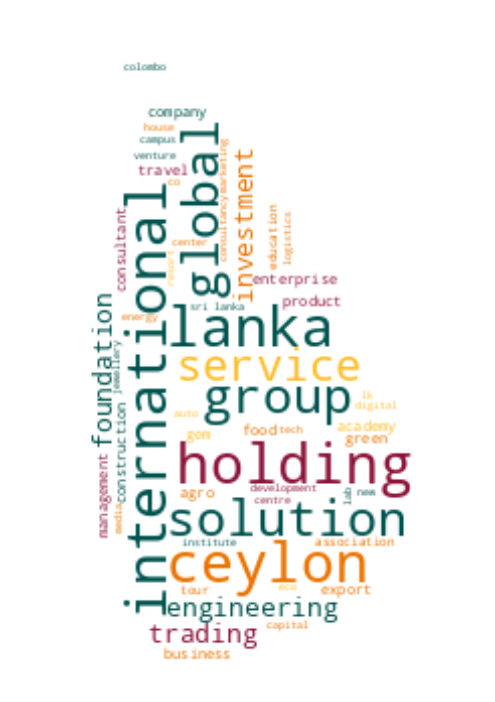 colombo
company
house
campus
global
venture
travel
co
consultancy
marketing
investment
international
consultant
education
logistics
center
resort
enterprise
product
sri lanka
foundation
energy
lanka
jewellery
service
group
lk
digital
auto
gem
food
tech
academy
green
construction
management
holding
agro
development
centre
lab
new
media
solution
institute
association
ceylon
tour
eco
export
engineering
trading
capital
business